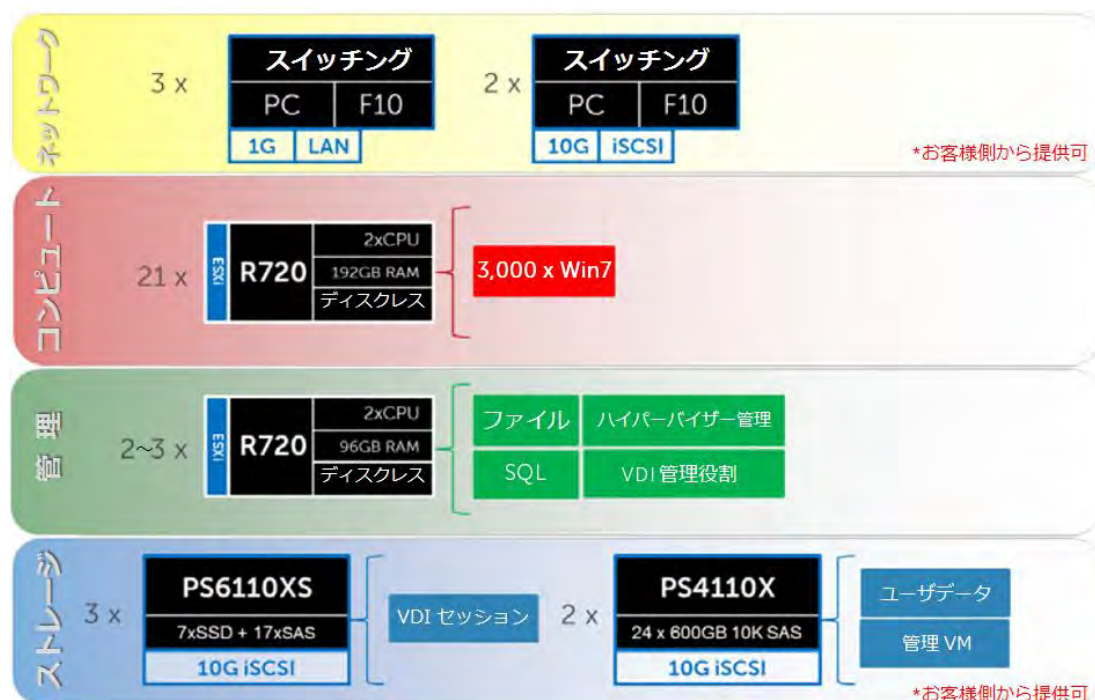 ネットワーク
3 x
スイッチング
PC F10
1G LAN
2 x
スイッチング
PC F10
10G iSCSI
*お客様側から提供可
コンピュート
21 x
ESXi
R720
2xCPU
192GB RAM
ディスクレス
3,000 x Win7
管理
2~3 x
ESXi
R720
2xCPU
96GB RAM
ディスクレス
ファイル ハイパーバイザー管理
SQL VDI管理役割
ストレージ
3 x
PS6110XS
7xSSD + 17xSAS
10G iSCSI
VDI セッション
2 x
PS4110X
24 x 600GB 10K SAS
10G iSCSI
ユーザデータ
管理 VM
*お客様側から提供可